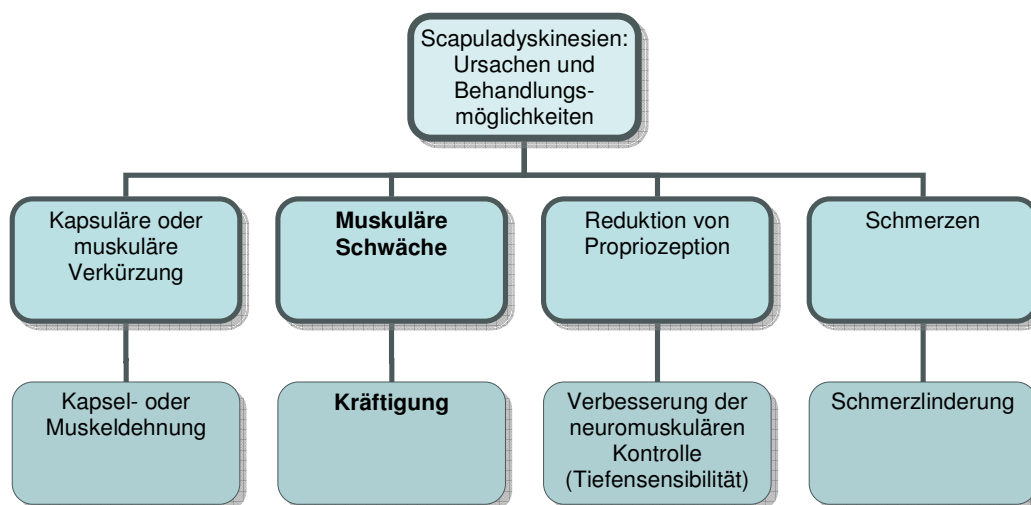 Scapuladyskinesien:
Ursachen und
Behandlungs-
möglichkeiten
Kapsuläre oder
muskuläre
Verkürzung
Muskuläre
Schwäche
Reduktion von
Propriozeption
Schmerzen
Kapsel- oder
Muskeldehnung
Kräftigung
Verbesserung der
neuromuskulären
Kontrolle
(Tiefensensibilität)
Schmerzlinderung